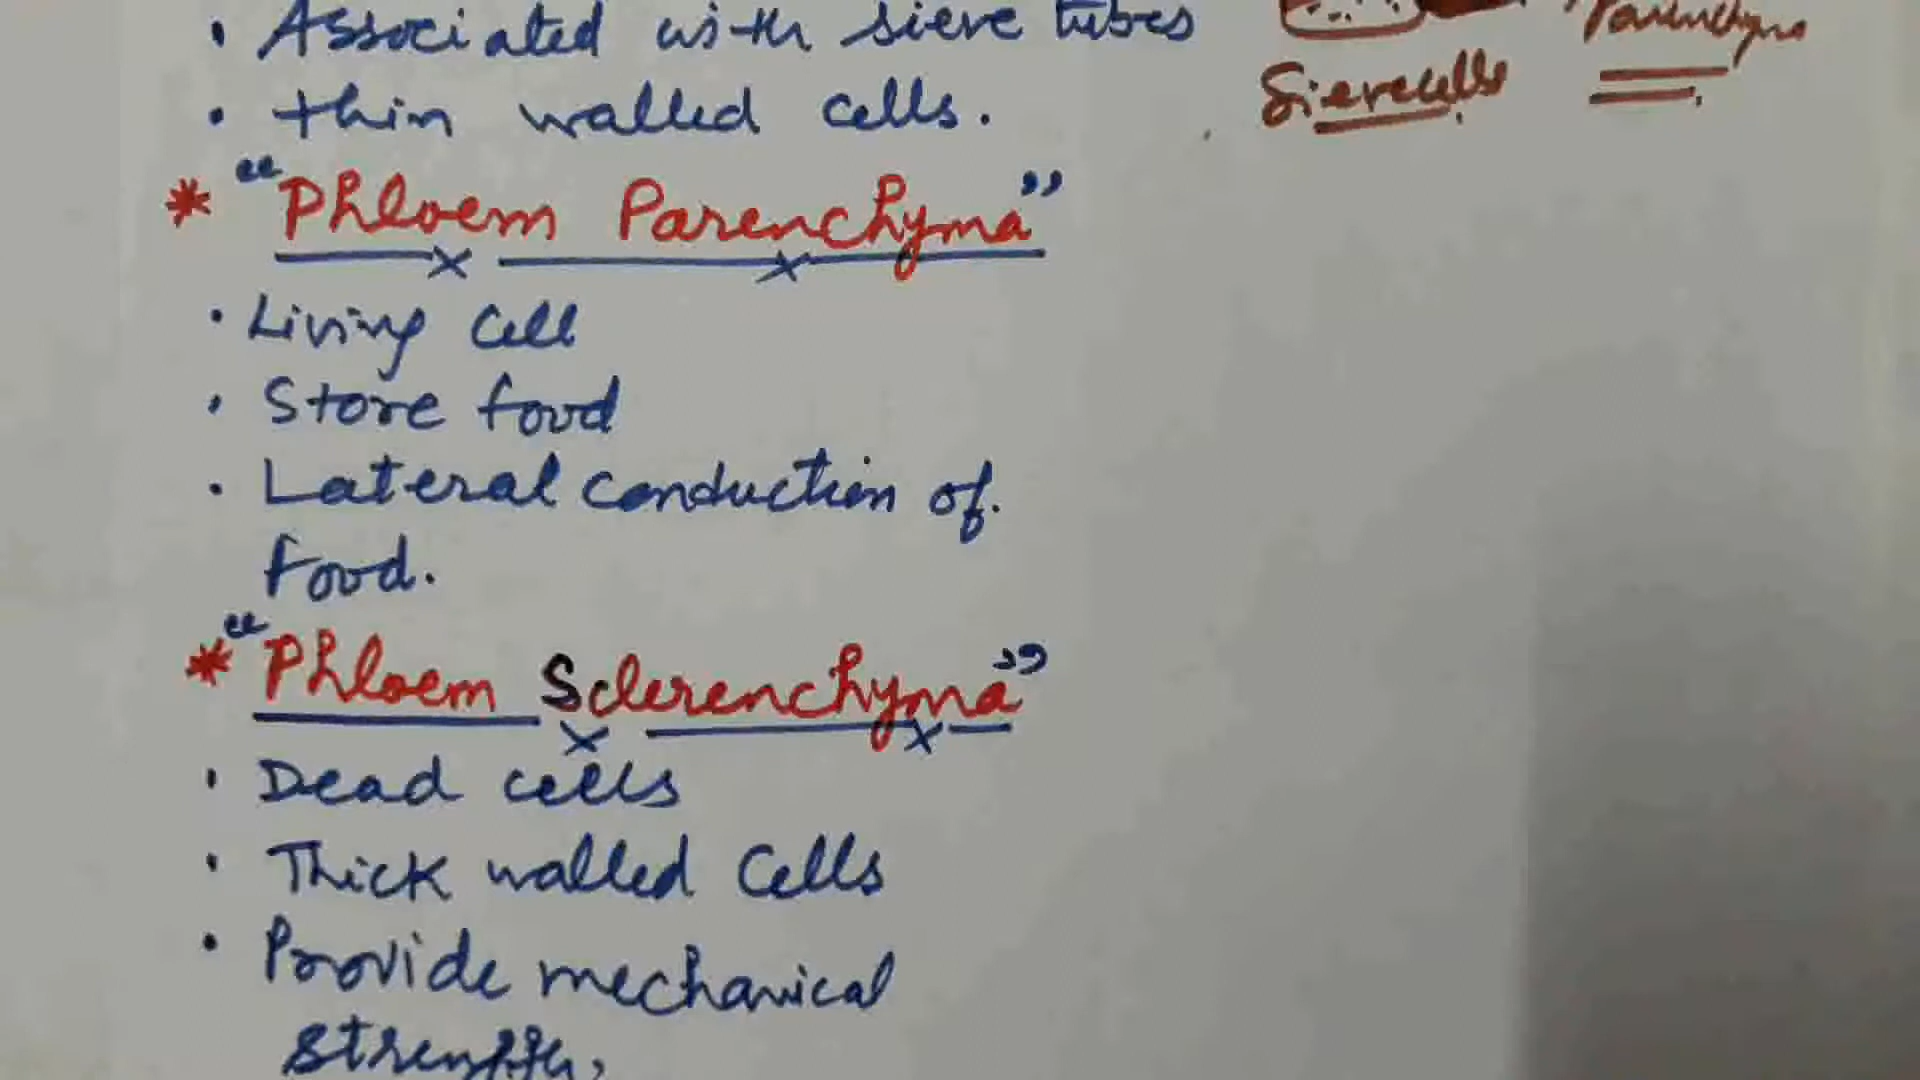 • Associated with sieve tubes
• thin walled cells.
Parenchyma
Sieve cells
* "Phloem Parenchyma"
• Living Cell
• Store food
• Lateral conduction of
food.
* "Phloem Sclerenchyma"
• Dead cells
• Thick walled Cells
• Provide mechanical
strength,